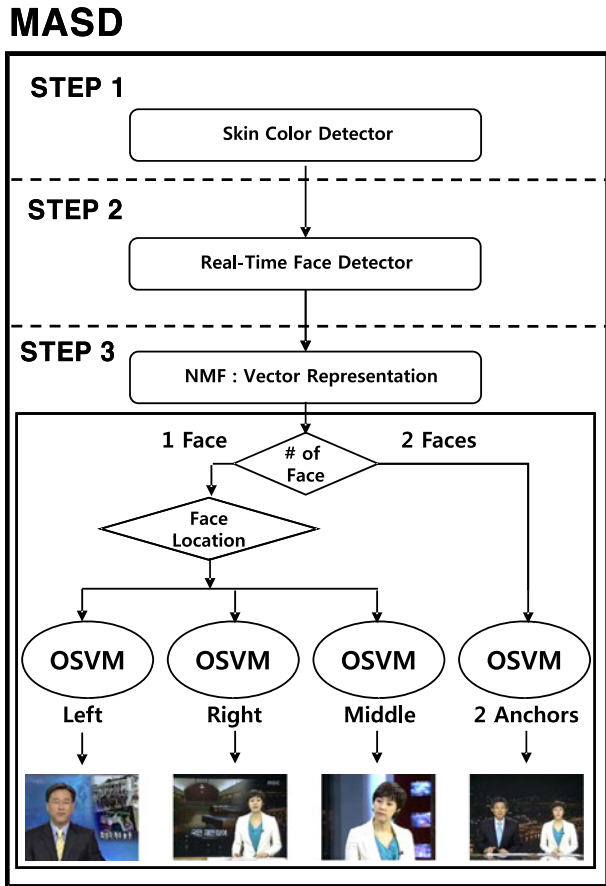 MASD
STEP 1
Skin Color Detector
STEP 2
Real-Time Face Detector
STEP 3
NMF : Vector Representation
1 Face
# of
Face
2 Faces
Face
Location
OSVM
OSVM
OSVM
OSVM
Left
Right
Middle
2 Anchors
MBC